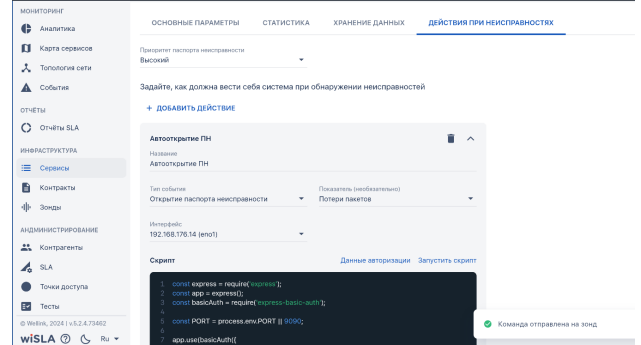 МОНИТОРИНГ
Аналитика
Карта сервисов
Топология сети
События
ОТЧЁТЫ
Отчёты SLA
ИНФРАСТРУКТУРА
Сервисы
Контракты
Зонды
АНДМИНИСТРИРОВАНИЕ
Контрагенты
SLA
Точки доступа
Тесты
© Wellink, 2024 | v.5.2.4.73462
wiSLA Ru
ОСНОВНЫЕ ПАРАМЕТРЫ СТАТИСТИКА ХРАНЕНИЕ ДАННЫХ ДЕЙСТВИЯ ПРИ НЕИСПРАВНОСТЯХ
Приоритет паспорта неисправности
Высокий
Задайте, как должна вести себя система при обнаружении неисправностей
+ ДОБАВИТЬ ДЕЙСТВИЕ
Автооткрытие ПН
Название
Автооткрытие ПН
Тип события Показатель (необязательно)
Открытие паспорта неисправности Потери пакетов
Интерфейс
192.168.176.14 (eno1)
Скрипт Данные авторизации Запустить скрипт
1 const express = require('express');
2 const app = express();
3 const basicAuth = require('express-basic-auth');
4
5 const PORT = process.env.PORT || 9090;
6
7 app.use(basicAuth({
Команда отправлена на зонд